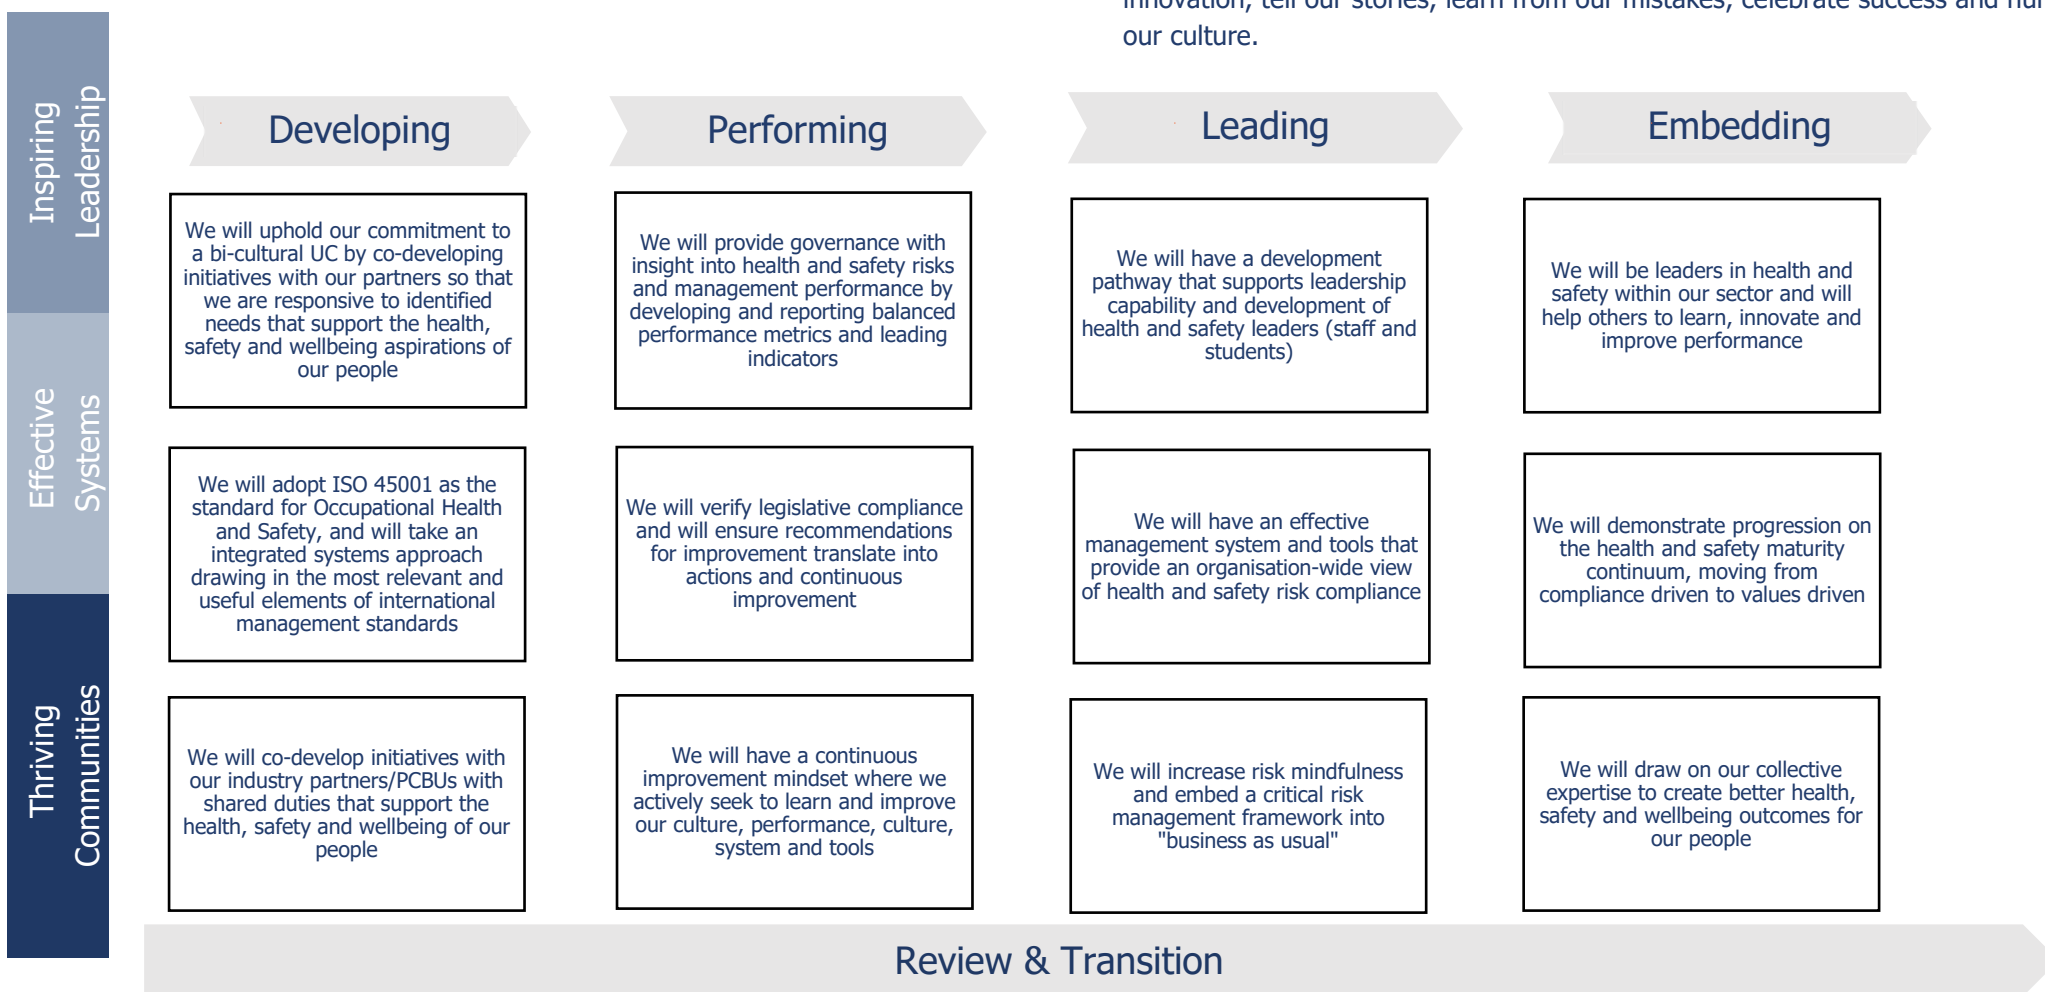 innovation, tell our stories, learn from our mistakes, celebrate success and
our culture.
Inspiring
Leadership
Effective
Systems
Thriving
Communities
Developing
Performing
Leading
Embedding
We will uphold our commitment to
a bi-cultural UC by co-developing
initiatives with our partners so that
we are responsive to identified
needs that support the health,
safety and wellbeing aspirations of
our people
We will provide governance with
insight into health and safety risks
and management performance by
developing and reporting balanced
performance metrics and leading
indicators
We will have a development
pathway that supports leadership
capability and development of
health and safety leaders (staff and
students)
We will be leaders in health and
safety within our sector and will
help others to learn, innovate and
improve performance
We will adopt ISO 45001 as the
standard for Occupational Health
and Safety, and will take an
integrated systems approach
drawing in the most relevant and
useful elements of international
management standards
We will verify legislative compliance
and will ensure recommendations
for improvement translate into
actions and continuous
improvement
We will have an effective
management system and tools that
provide an organisation-wide view
of health and safety risk compliance
We will demonstrate progression on
the health and safety maturity
continuum, moving from
compliance driven to values driven
We will co-develop initiatives with
our industry partners/PCBUs with
shared duties that support the
health, safety and wellbeing of our
people
We will have a continuous
improvement mindset where we
actively seek to learn and improve
our culture, performance, culture,
system and tools
We will increase risk mindfulness
and embed a critical risk
management framework into
"business as usual"
We will draw on our collective
expertise to create better health,
safety and wellbeing outcomes for
our people
Review & Transition